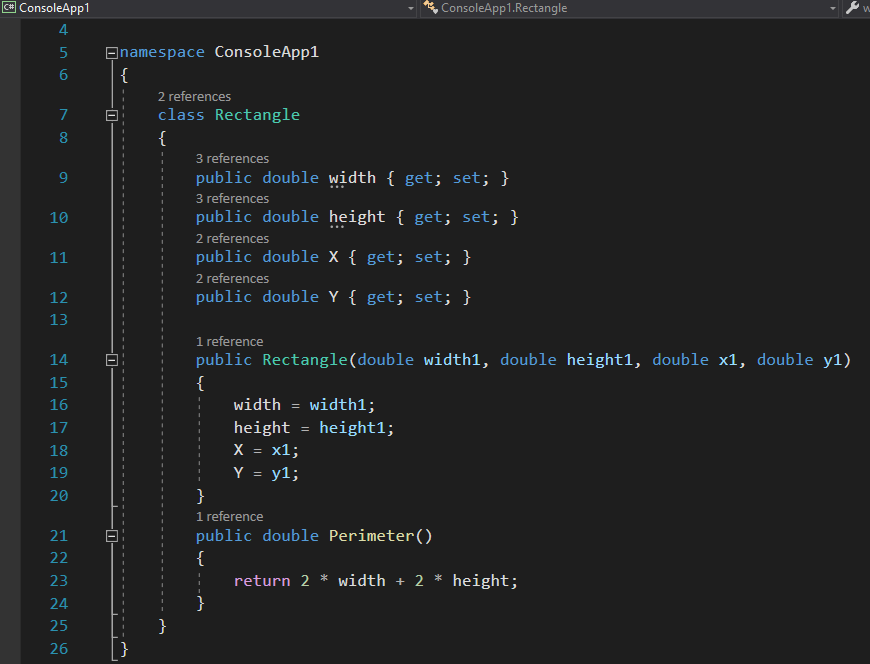 C# ConsoleApp1 ConsoleApp1.Rectangle
4
5 namespace ConsoleApp1
6 {
2 references
7 class Rectangle
8 {
3 references
9 public double width { get; set; }
3 references
10 public double height { get; set; }
2 references
11 public double X { get; set; }
2 references
12 public double Y { get; set; }
13
1 reference
14 public Rectangle(double width1, double height1, double x1, double y1)
15 {
16 width = width1;
17 height = height1;
18 X = x1;
19 Y = y1;
20 }
1 reference
21 public double Perimeter()
22 {
23 return 2 * width + 2 * height;
24 }
25 }
26 }